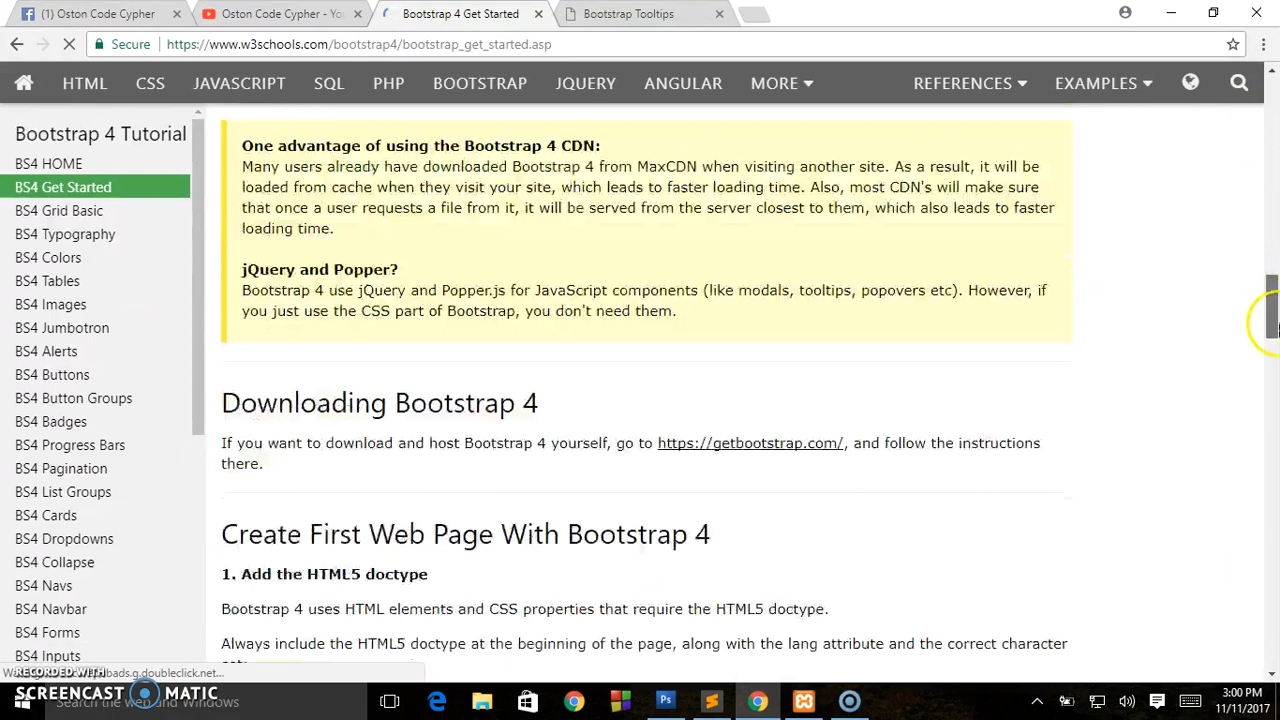 (1) Oston Code Cypher
Oston Code Cypher - Yo
Bootstrap 4 Get Started
Bootstrap Tooltips
Secure
https://www.w3schools.com/bootstrap4/bootstrap_get_started.asp
HTML CSS JAVASCRIPT SQL PHP BOOTSTRAP JQUERY ANGULAR MORE REFERENCES EXAMPLES
Bootstrap 4 Tutorial
BS4 HOME
BS4 Get Started
BS4 Grid Basic
BS4 Typography
BS4 Colors
BS4 Tables
BS4 Images
BS4 Jumbotron
BS4 Alerts
BS4 Buttons
BS4 Button Groups
BS4 Badges
BS4 Progress Bars
BS4 Pagination
BS4 List Groups
BS4 Cards
BS4 Dropdowns
BS4 Collapse
BS4 Navs
BS4 Navbar
BS4 Forms
BS4 Inputs
One advantage of using the Bootstrap 4 CDN:
Many users already have downloaded Bootstrap 4 from MaxCDN when visiting another site. As a result, it will be
loaded from cache when they visit your site, which leads to faster loading time. Also, most CDN's will make sure
that once a user requests a file from it, it will be served from the server closest to them, which also leads to faster
loading time.
jQuery and Popper?
Bootstrap 4 use jQuery and Popper.js for JavaScript components (like modals, tooltips, popovers etc). However, if
you just use the CSS part of Bootstrap, you don't need them.
Downloading Bootstrap 4
If you want to download and host Bootstrap 4 yourself, go to https://getbootstrap.com/, and follow the instructions
there.
Create First Web Page With Bootstrap 4
1. Add the HTML5 doctype
Bootstrap 4 uses HTML elements and CSS properties that require the HTML5 doctype.
Always include the HTML5 doctype at the beginning of the page, along with the lang attribute and the correct character
RECORDED WITH
SCREENCAST MATIC
Search the web and Windows
3:00 PM
11/11/2017